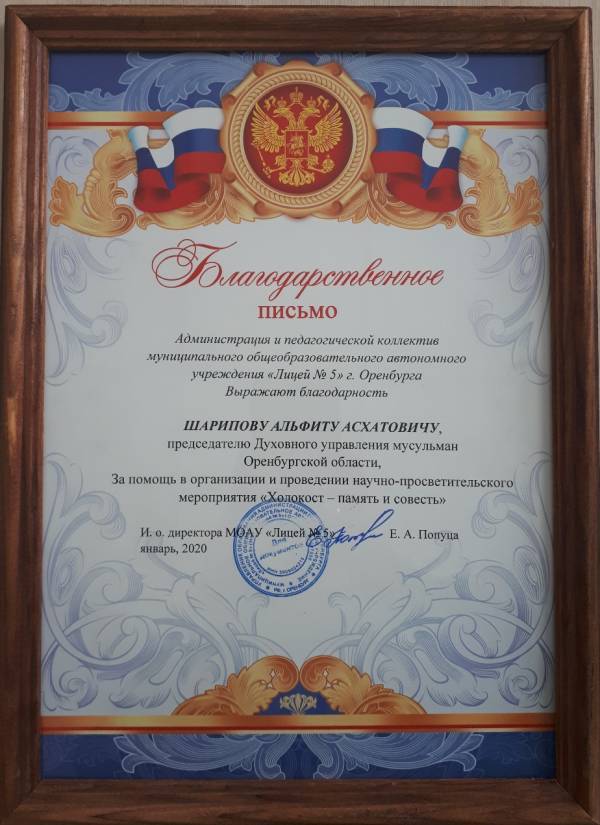 Благодарственное
ПИСЬМО
Администрация и педагогической коллектив
муниципального общеобразовательного автономного
учреждения «Лицей № 5» г. Оренбурга
Выражают благодарность
ШАРИПОВУ АЛЬФИТУ АСХАТОВИЧУ,
председателю Духовного управления мусульман
Оренбургской области,
За помощь в организации и проведении научно-просветительского
мероприятия «Холокост – память и совесть»
И. о. директора МОАУ «Лицей № 5» Е. А. Попуца
январь, 2020
Для
документов